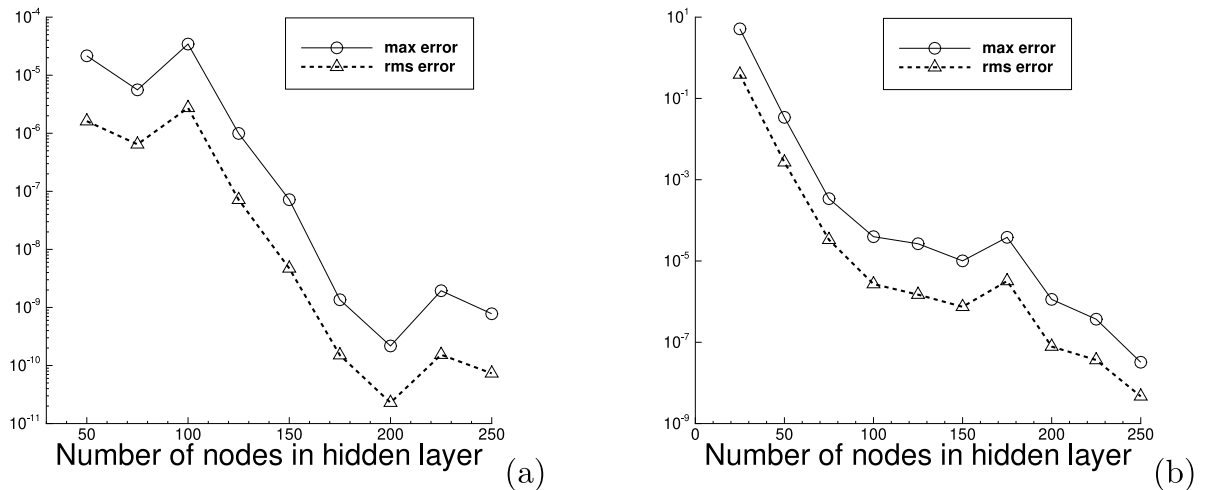 10^-4
10^-5
10^-6
10^-7
10^-8
10^-9
10^-10
10^-11
50 100 150 200 250
max error
rms error
Number of nodes in hidden layer
(a)
10^1
10^-1
10^-3
10^-5
10^-7
10^-9
0 50 100 150 200 250
max error
rms error
Number of nodes in hidden layer
(b)